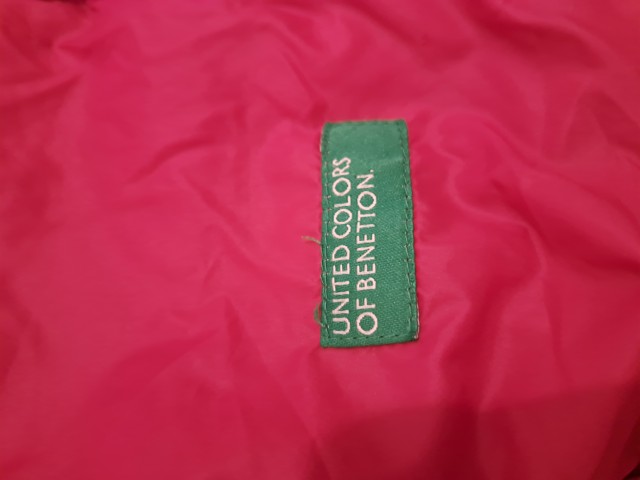 UNITED COLORS
OF BENETTON.